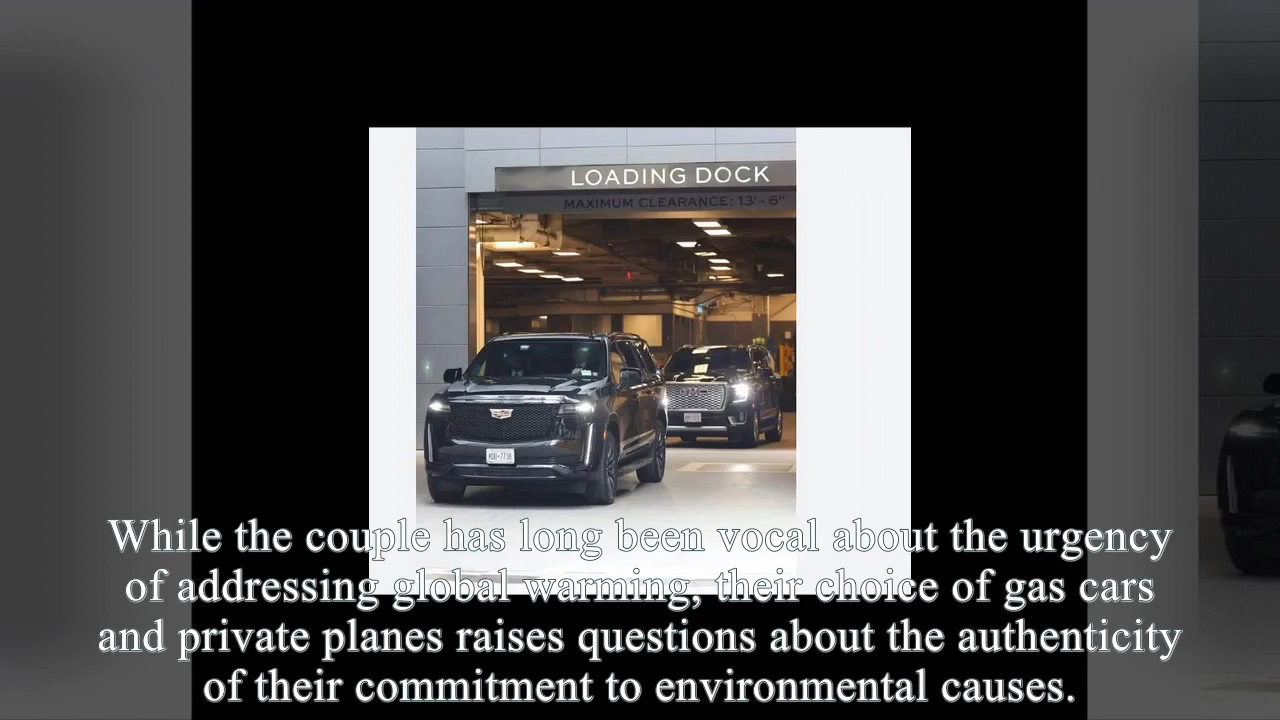 LOADING DOCK
MAXIMUM CLEARANCE: 13'-6"
While the couple has long been vocal about the urgency
of addressing global warming, their choice of gas cars
and private planes raises questions about the authenticity
of their commitment to environmental causes.